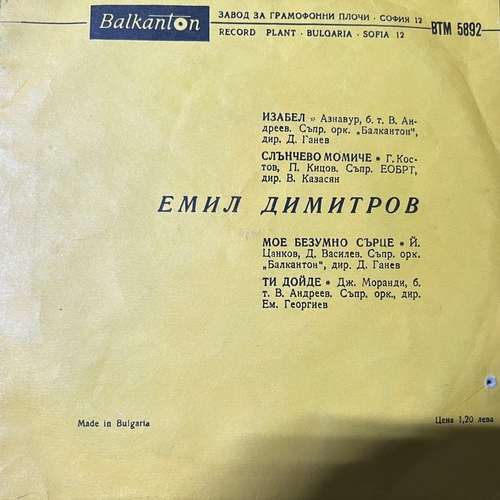 Balkanton
ЗАВОД ЗА ГРАМОФОННИ ПЛОЧИ · СОФИЯ 12
RECORD PLANT · BULGARIA · SOFIA 12
ВТМ 5892
ИЗАБЕЛ • Азнавур, б. т. В. Ан-
дреев. Съпр. орк. „Балкантон“,
дир. Д. Ганев
СЛЪНЧЕВО МОМИЧЕ • Г. Кос-
тов, П. Кицов. Съпр. ЕОБРТ,
дир. В. Казасян
ЕМИЛ ДИМИТРОВ
МОЕ БЕЗУМНО СЪРЦЕ • Й.
Цанков, Д. Василев. Съпр. орк.
„Балкантон“, дир. Д. Ганев
ТИ ДОЙДЕ • Дж. Моранди, б.
т. В. Андреев. Съпр. орк., дир.
Ем. Георгиев
Made in Bulgaria
Цена 1,20 лева